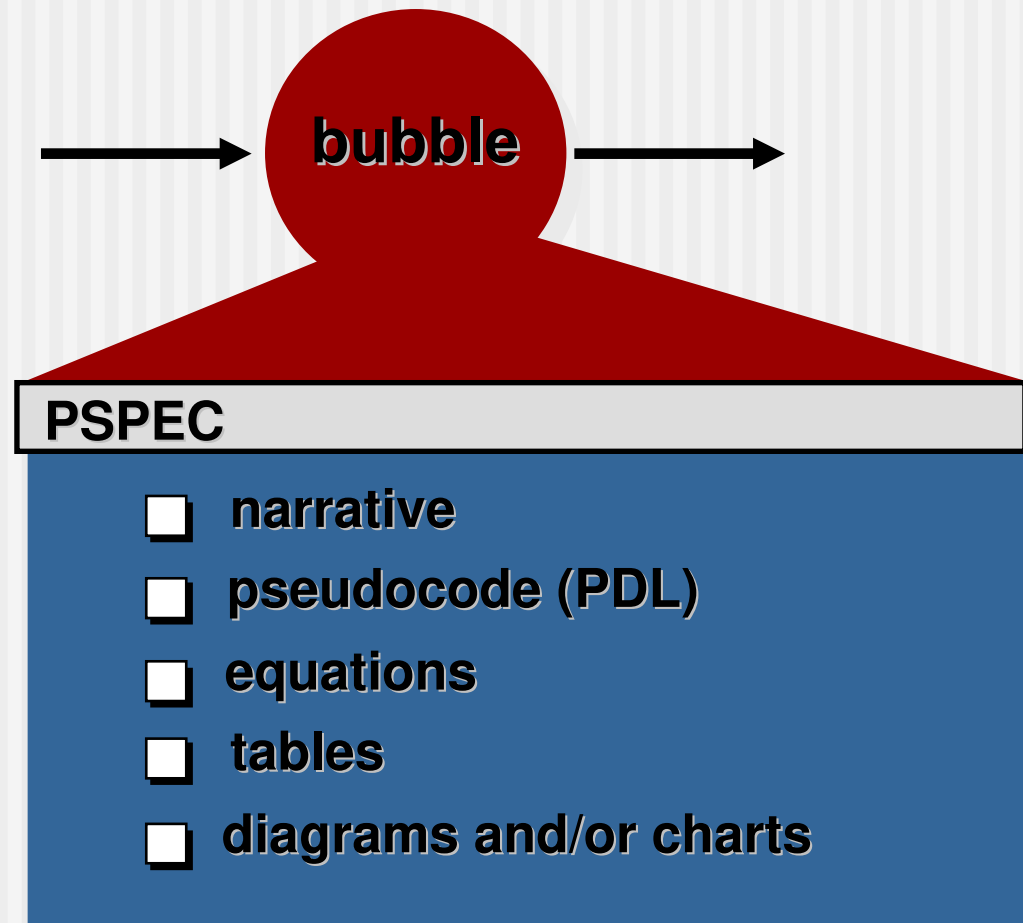 bubble
PSPEC
narrative
pseudocode (PDL)
equations
tables
diagrams and/or charts